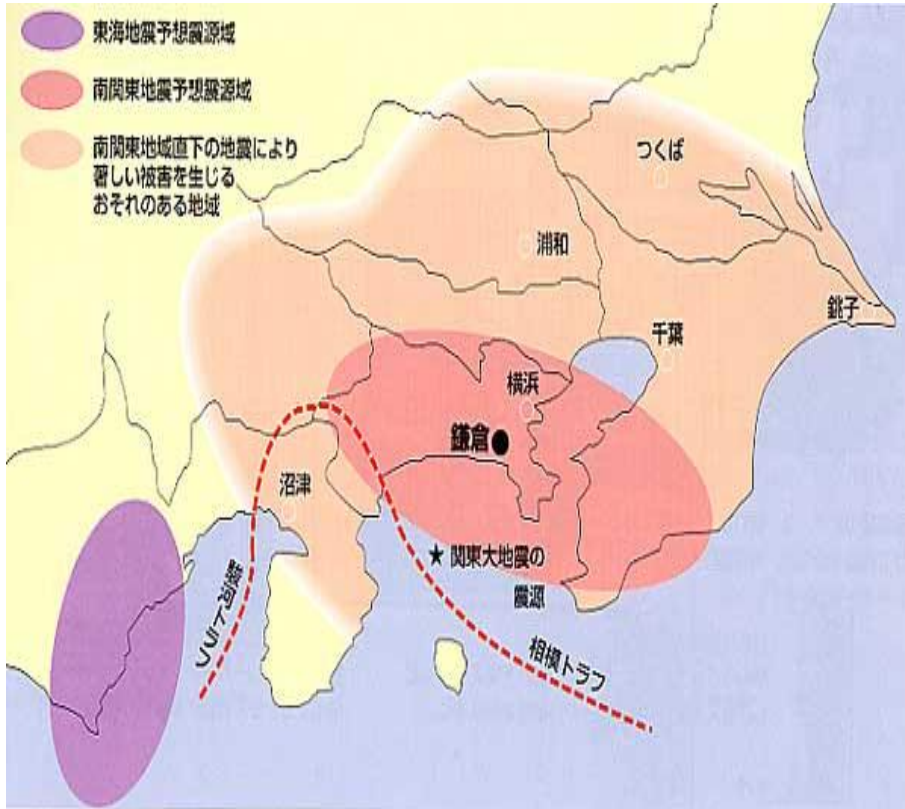 東海地震予想震源域
南関東地震予想震源域
南関東地域直下の地震により
著しい被害を生じる
おそれのある地域
つくば
浦和
銚子
千葉
横浜
鎌倉
沼津
★ 関東大地震の
震源
駿河トラフ
相模トラフ